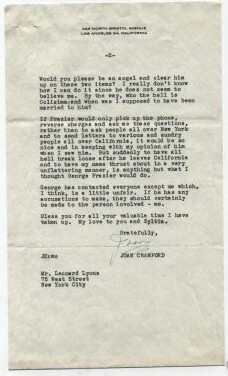 426 NORTH BRISTOL AVENUE
LOS ANGELES 24, CALIFORNIA
-2-
Would you please be an angel and clear him
up on these two items? I really don't know
how I can do it since he does not seem to
believe me. By the way, who the hell is
Colisimo and when was I supposed to have been
married to him?
If Frazier would only pick up the phone,
reverse charges and ask me these questions,
rather than to ask people all over New York
and to send letters to various and sundry
people all over California, it would be so
nice and in keeping with my opinion of him
when I saw him. But suddenly to have all
hell break loose after he leaves California
and to have my name thrust about in a very
unflattering manner, is anything but what I
thought George Frazier would do.
George has contacted everyone except me which,
I think, is a little unfair. If he has any
accusations to make, they should certainly
be made to the person involved - me.
Bless you for all your valuable time I have
taken up. My love to you and Sylvia.
Gratefully,
Joan
JC:
JOAN CRAWFORD
Mr. Leonard Lyons
75 West Street
New York City